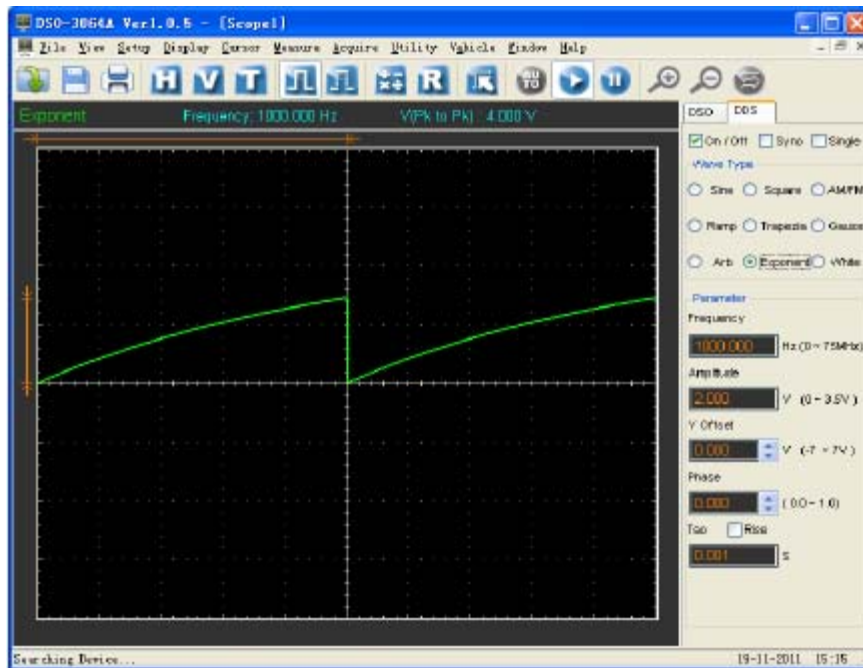 DSO-3064A Ver1.0.5 - [Scope1]
File View Setup Display Cursor Measure Acquire Utility Vehicle Window Help
H V T R AUTO
Exponent Frequency: 1000.000 Hz V(Pk to Pk) : 4.000 V
DSO DDS
On / Off Sync Single
Wave Type
Sine Square AM/FM
Ramp Trapezia Gauss
Arb Exponent White
Parameter
Frequency
1000.000 Hz (0 ~ 75MHz)
Amplitude
2.000 V (0 ~ 3.5V)
Y Offset
0.000 V (-7 ~ 7V)
Phase
0.000 (0.0 ~ 1.0)
Tao Rise
0.001 S
Searching Device... 19-11-2011 15:15